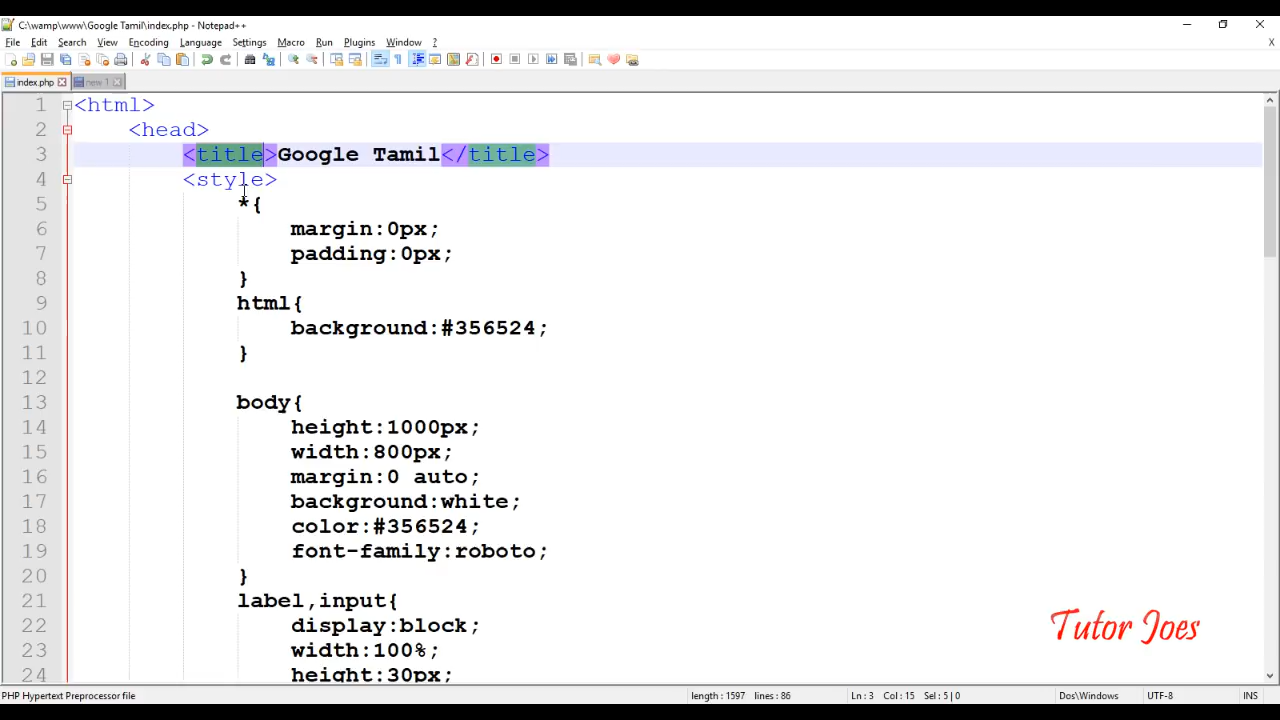 C:\wamp\www\Google Tamil\index.php - Notepad++
File Edit Search View Encoding Language Settings Macro Run Plugins Window ? X
index.php new 1
1 <html>
2 <head>
3 <title>Google Tamil</title>
4 <style>
5 *{
6 margin:0px;
7 padding:0px;
8 }
9 html{
10 background:#356524;
11 }
12
13 body{
14 height:1000px;
15 width:800px;
16 margin:0 auto;
17 background:white;
18 color:#356524;
19 font-family:roboto;
20 }
21 label,input{
22 display:block;
23 width:100%;
24 height:30px;
Tutor Joes
PHP Hypertext Preprocessor file length : 1597 lines : 86 Ln : 3 Col : 15 Sel : 5 | 0 Dos\Windows UTF-8 INS